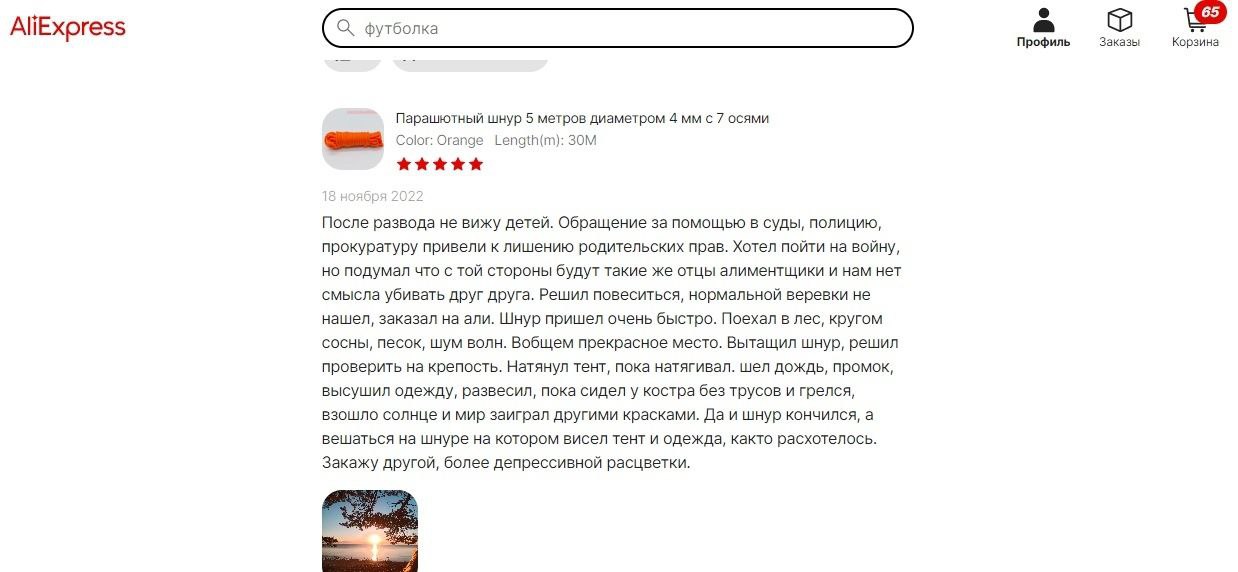 AliExpress
футболка
Профиль
Заказы
65
Корзина
Парашютный шнур 5 метров диаметром 4 мм с 7 осями
Color: Orange Length(m): 30M
18 ноября 2022
После развода не вижу детей. Обращение за помощью в суды, полицию,
прокуратуру привели к лишению родительских прав. Хотел пойти на войну,
но подумал что с той стороны будут такие же отцы алиментщики и нам нет
смысла убивать друг друга. Решил повеситься, нормальной веревки не
нашел, заказал на али. Шнур пришел очень быстро. Поехал в лес, кругом
сосны, песок, шум волн. Вобщем прекрасное место. Вытащил шнур, решил
проверить на крепость. Натянул тент, пока натягивал. шел дождь, промок,
высушил одежду, развесил, пока сидел у костра без трусов и грелся,
взошло солнце и мир заиграл другими красками. Да и шнур кончился, а
вешаться на шнуре на котором висел тент и одежда, както расхотелось.
Закажу другой, более депрессивной расцветки.